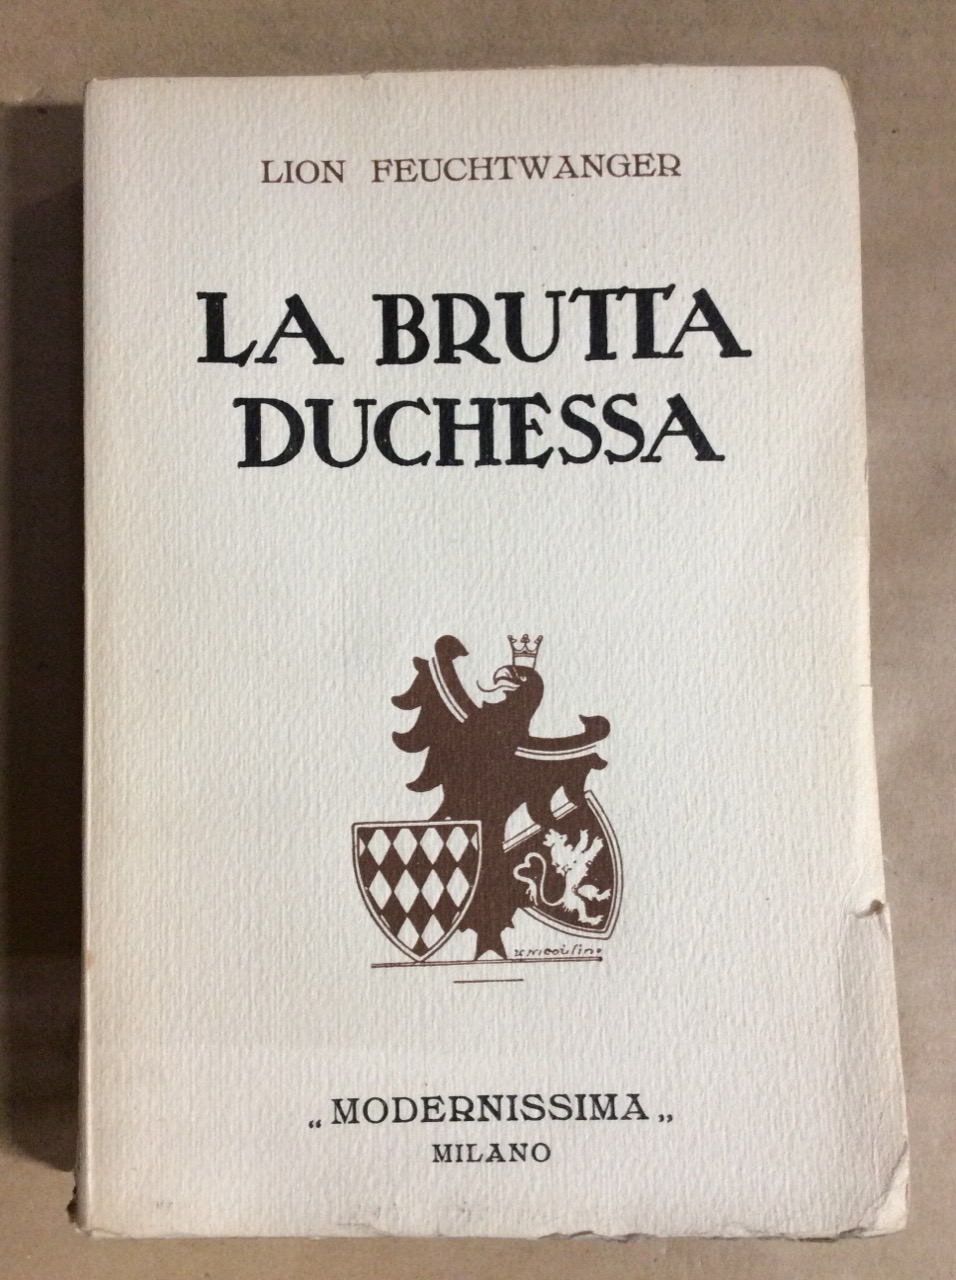 LION FEUCHTWANGER
LA BRUTTA
DUCHESSA
„MODERNISSIMA„
MILANO